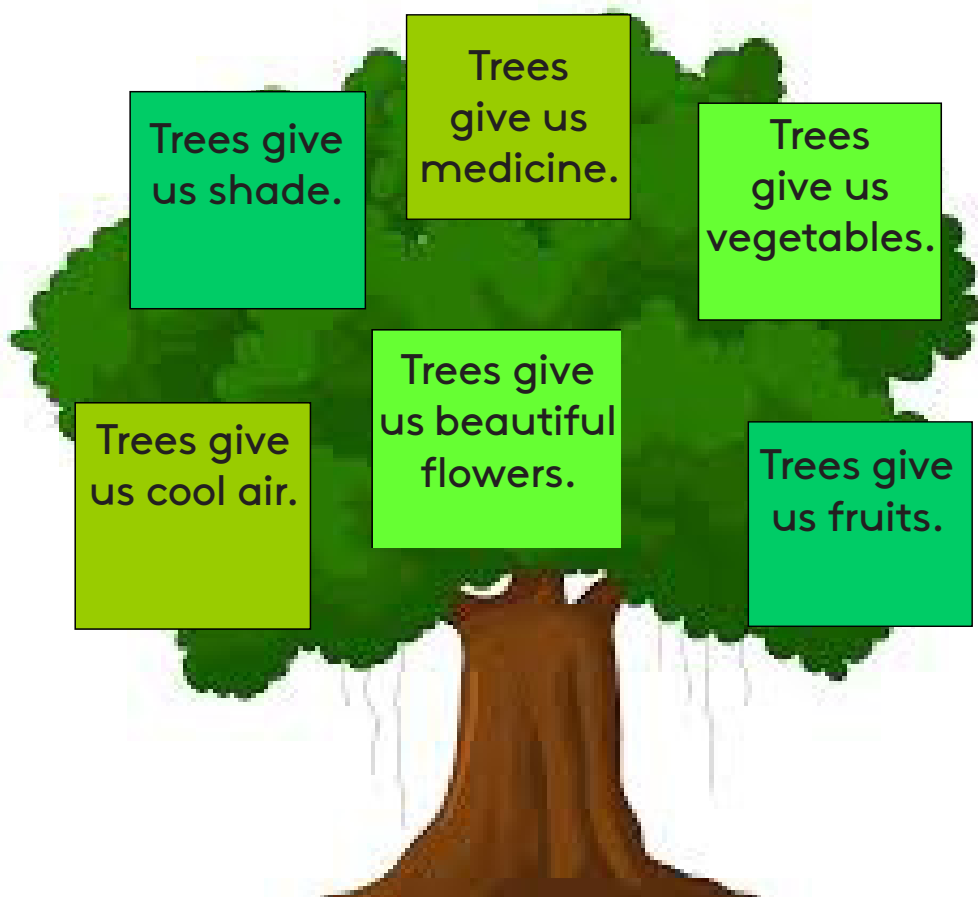 Trees
give us
medicine.
Trees give
us shade.
Trees
give us
vegetables.
Trees give
us beautiful
flowers.
Trees give
us cool air.
Trees give
us fruits.